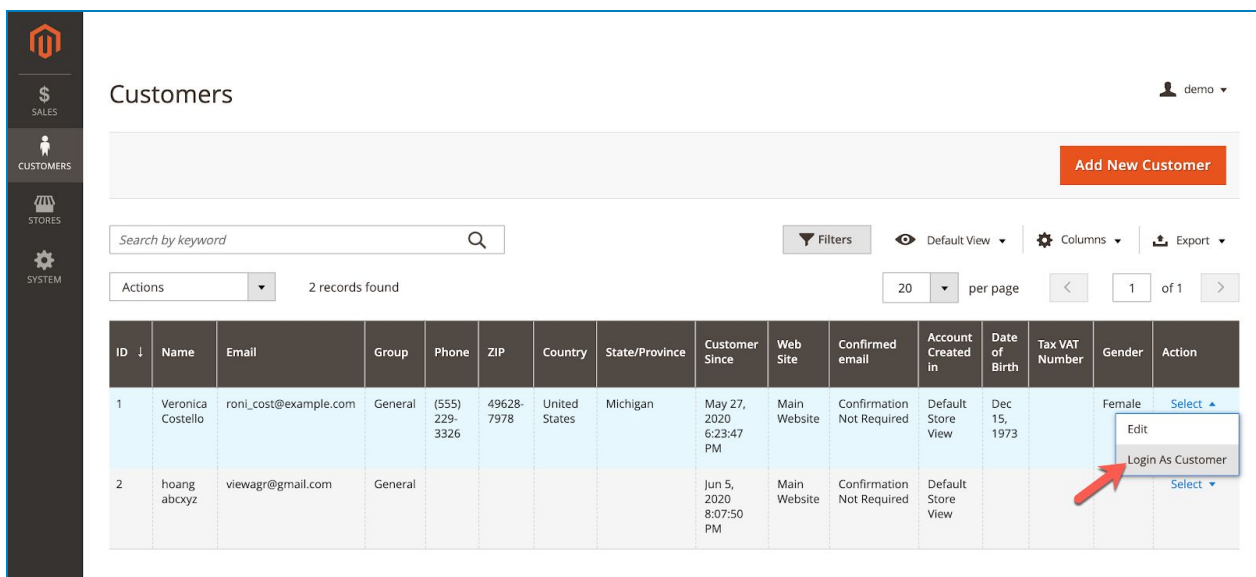 $
SALES
CUSTOMERS
STORES
SYSTEM
Customers
demo
Add New Customer
Search by keyword
Filters
Default View
Columns
Export
Actions
2 records found
20
per page
<
1
of 1
>
ID ↓ Name Email Group Phone ZIP Country State/Province Customer Since Web Site Confirmed email Account Created in Date of Birth Tax VAT Number Gender Action
1 Veronica Costello roni_cost@example.com General (555) 229-3326 49628-7978 United States Michigan May 27, 2020 6:23:47 PM Main Website Confirmation Not Required Default Store View Dec 15, 1973 Female Select
Edit
Login As Customer
2 hoang abcxyz viewagr@gmail.com General Jun 5, 2020 8:07:50 PM Main Website Confirmation Not Required Default Store View Select